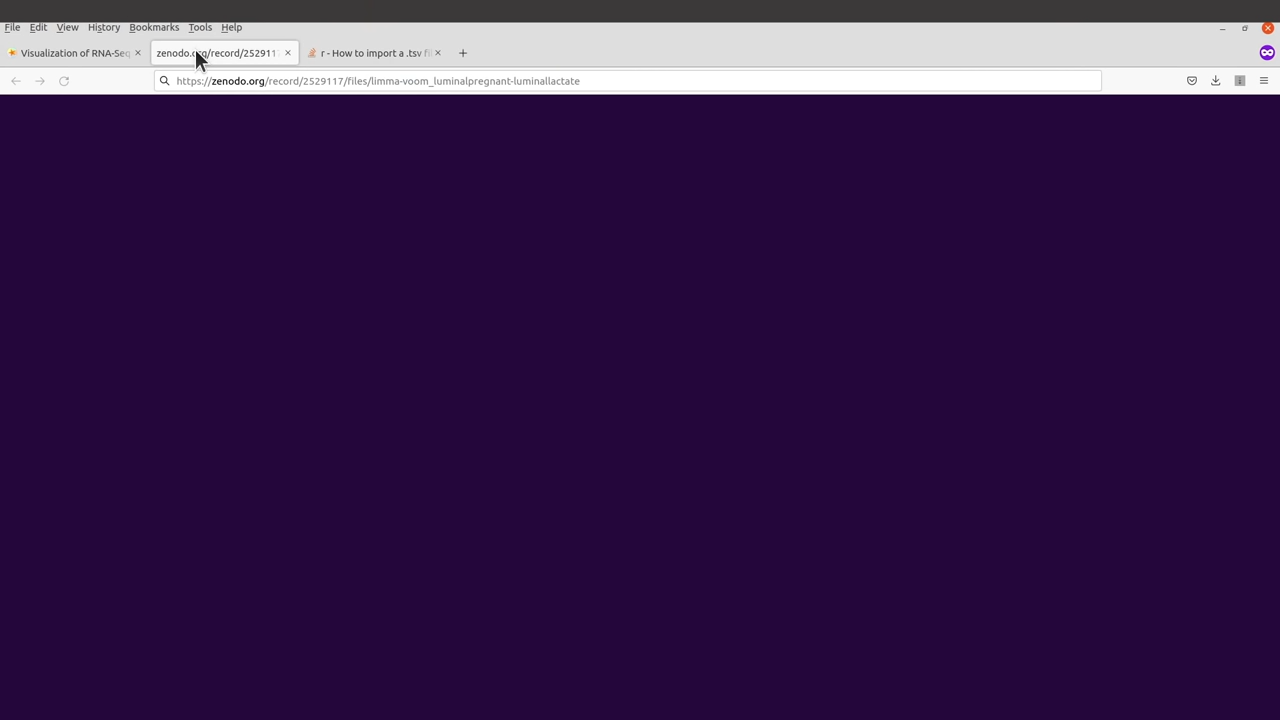 File Edit View History Bookmarks Tools Help
Visualization of RNA-Seq zenodo.org/record/252911 r - How to import a .tsv fi
https://zenodo.org/record/2529117/files/limma-voom_luminalpregnant-luminallactate